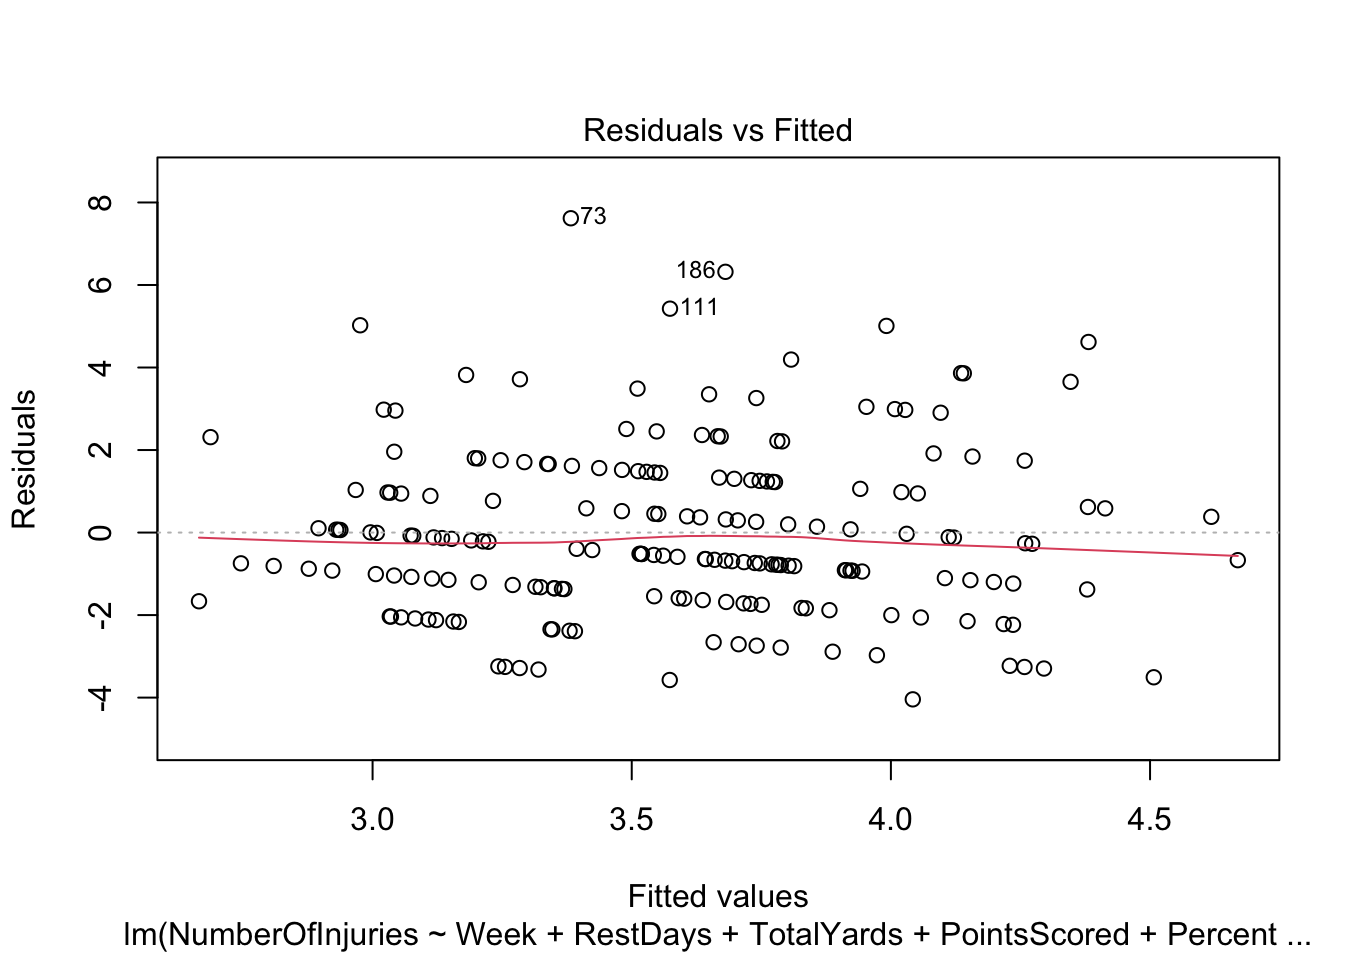 Residuals vs Fitted
Residuals
8
6
4
2
0
-2
-4
73
186
111
3.0 3.5 4.0 4.5
Fitted values
lm(NumberOfInjuries ~ Week + RestDays + TotalYards + PointsScored + Percent ...